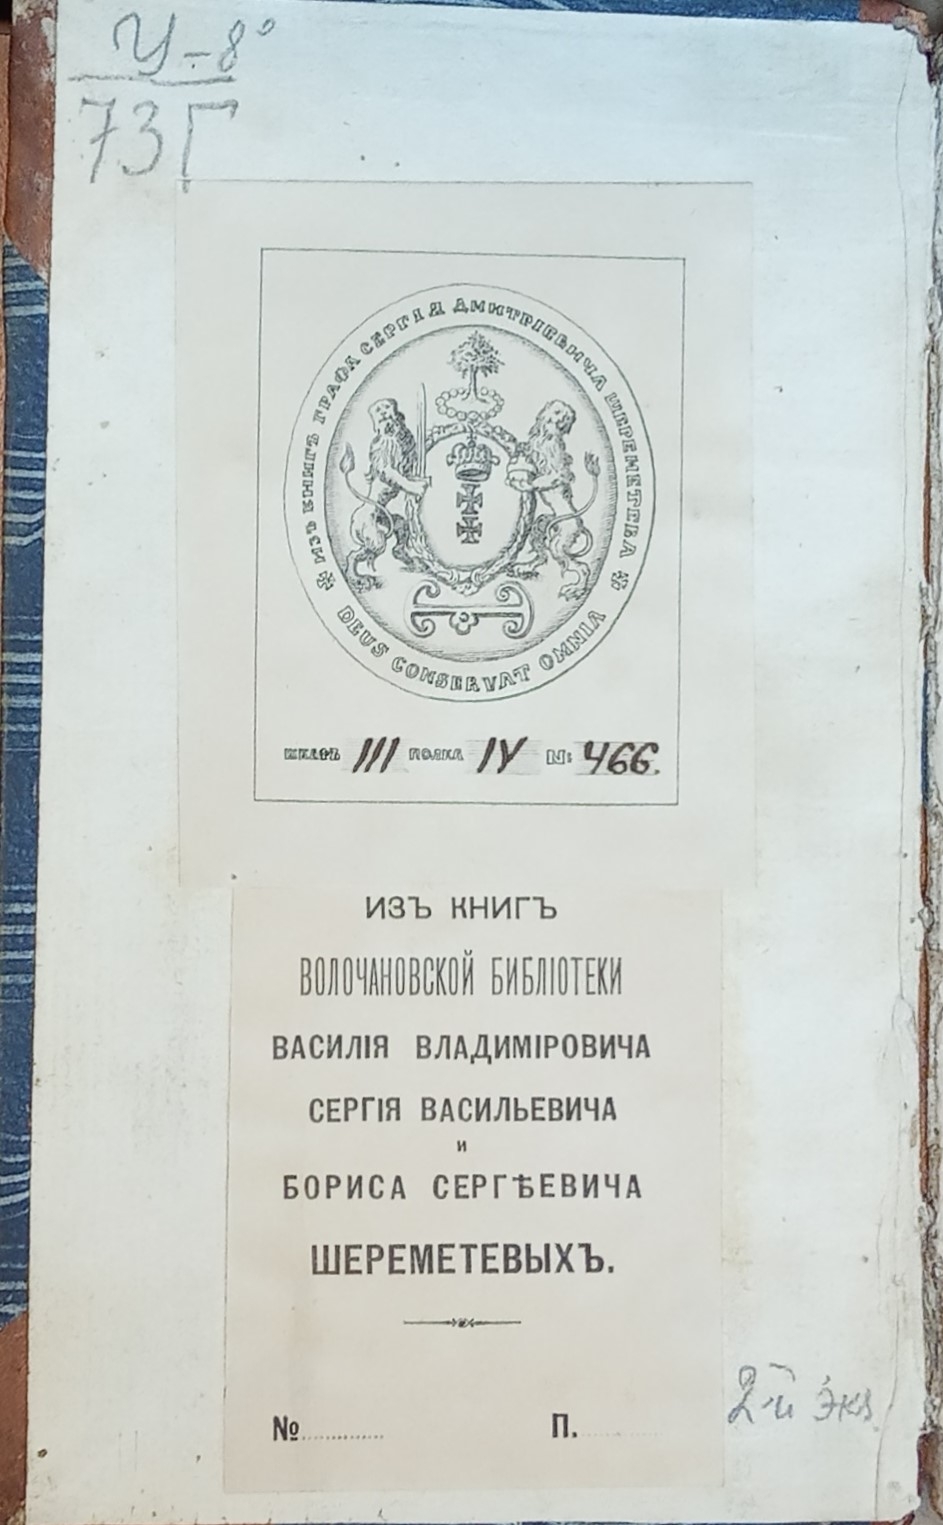 У – 8°
73 Г
ИЗЪ КНИГЪ ГРАФА СЕРГІЯ ДМИТРІЕВИЧА ШЕРЕМЕТЕВА
DEUS CONSERVAT OMNIA
ШКАФЪ III ПОЛКА IV №: 466.
ИЗЪ КНИГЪ
ВОЛОЧАНОВСКОЙ БИБЛІОТЕКИ
ВАСИЛІЯ ВЛАДИМІРОВИЧА
СЕРГІЯ ВАСИЛЬЕВИЧА
И
БОРИСА СЕРГѢЕВИЧА
ШЕРЕМЕТЕВЫХЪ.
2-й экз
№ П.